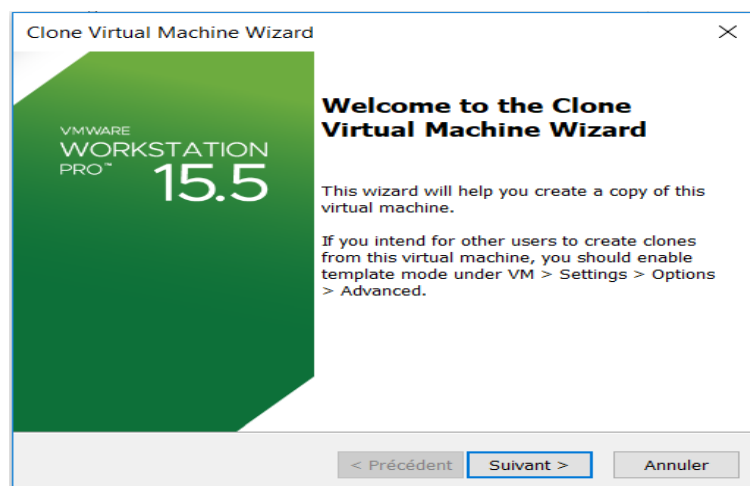 Clone Virtual Machine Wizard
VMWARE
WORKSTATION
PRO™ 15.5
Welcome to the Clone
Virtual Machine Wizard
This wizard will help you create a copy of this
virtual machine.
If you intend for other users to create clones
from this virtual machine, you should enable
template mode under VM > Settings > Options
> Advanced.
< Précédent Suivant > Annuler